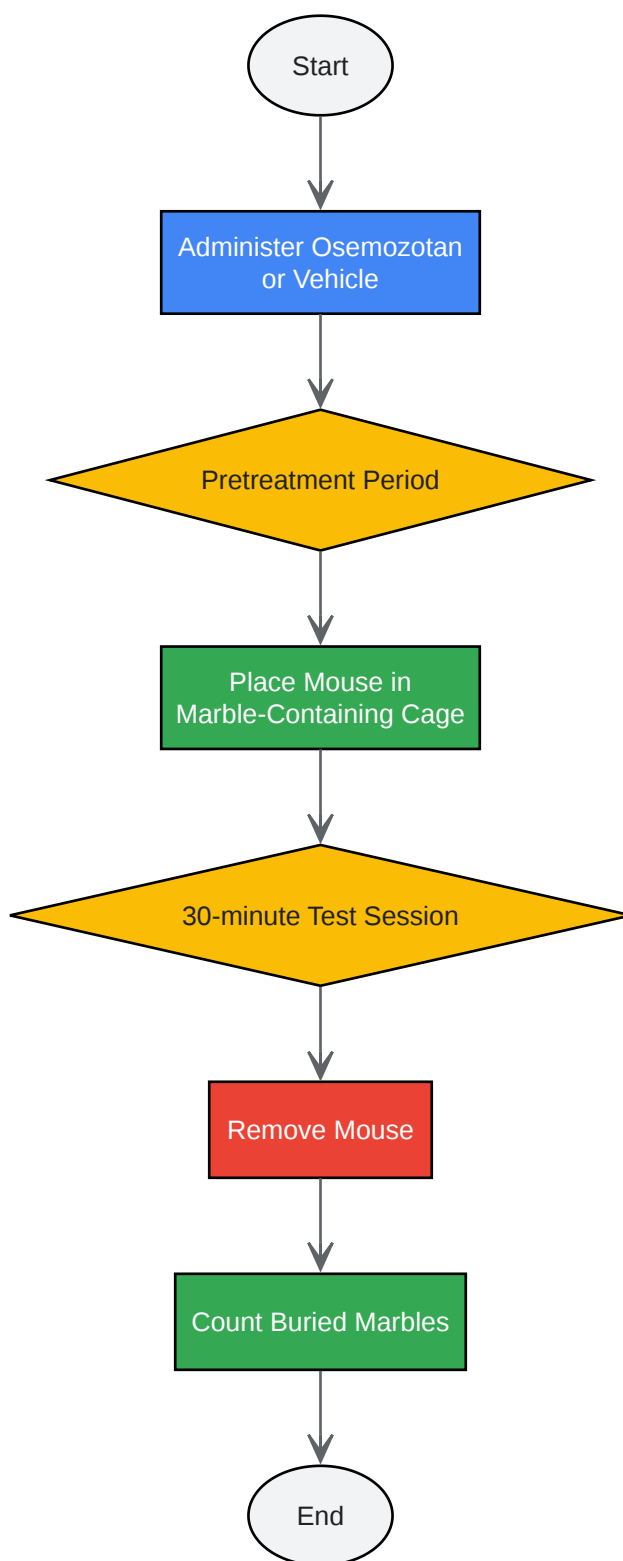 Start
Administer Osemozotan
or Vehicle
Pretreatment Period
Place Mouse in
Marble-Containing Cage
30-minute Test Session
Remove Mouse
Count Buried Marbles
End